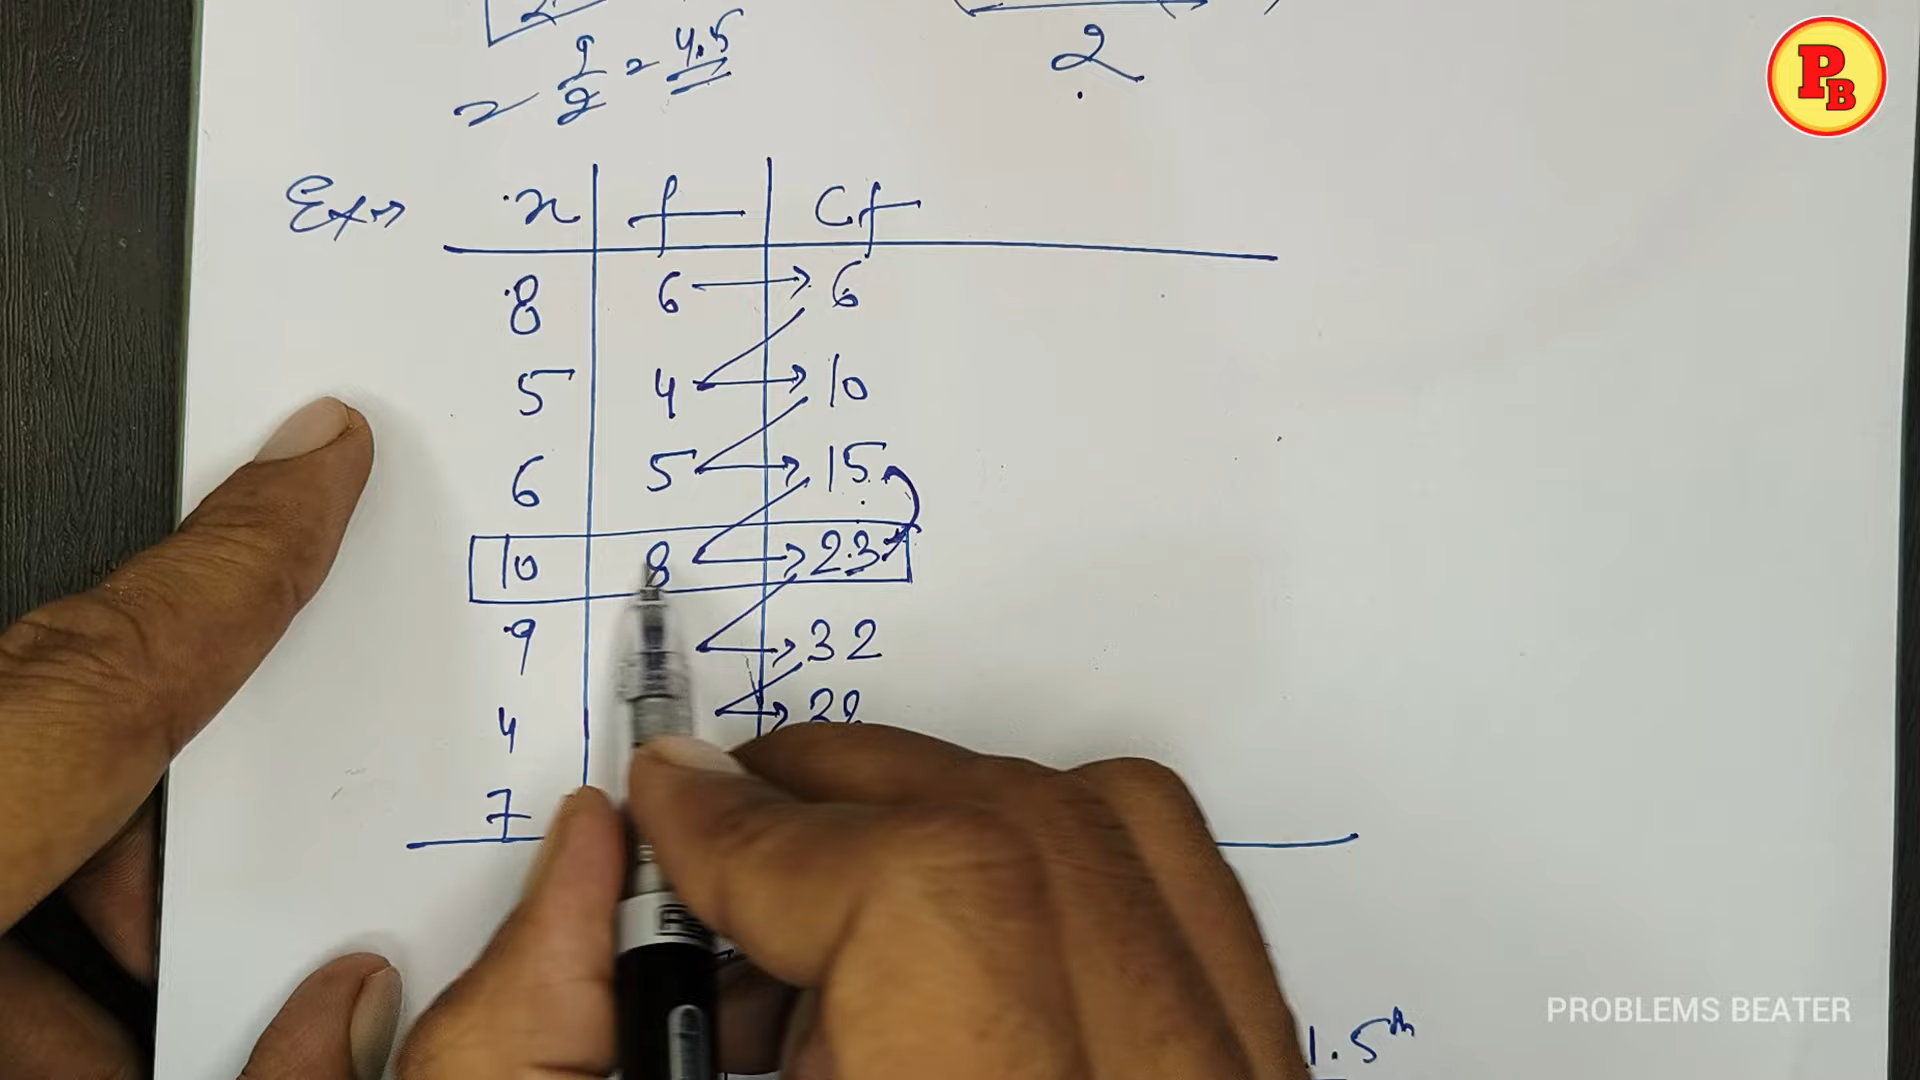 2
≈ 9/2 = 4.5
PB
Ex→ x f Cf
8 6 6
5 4 10
6 5 15
10 8 23
9 32
4
7
PROBLEMS BEATER
1.5th